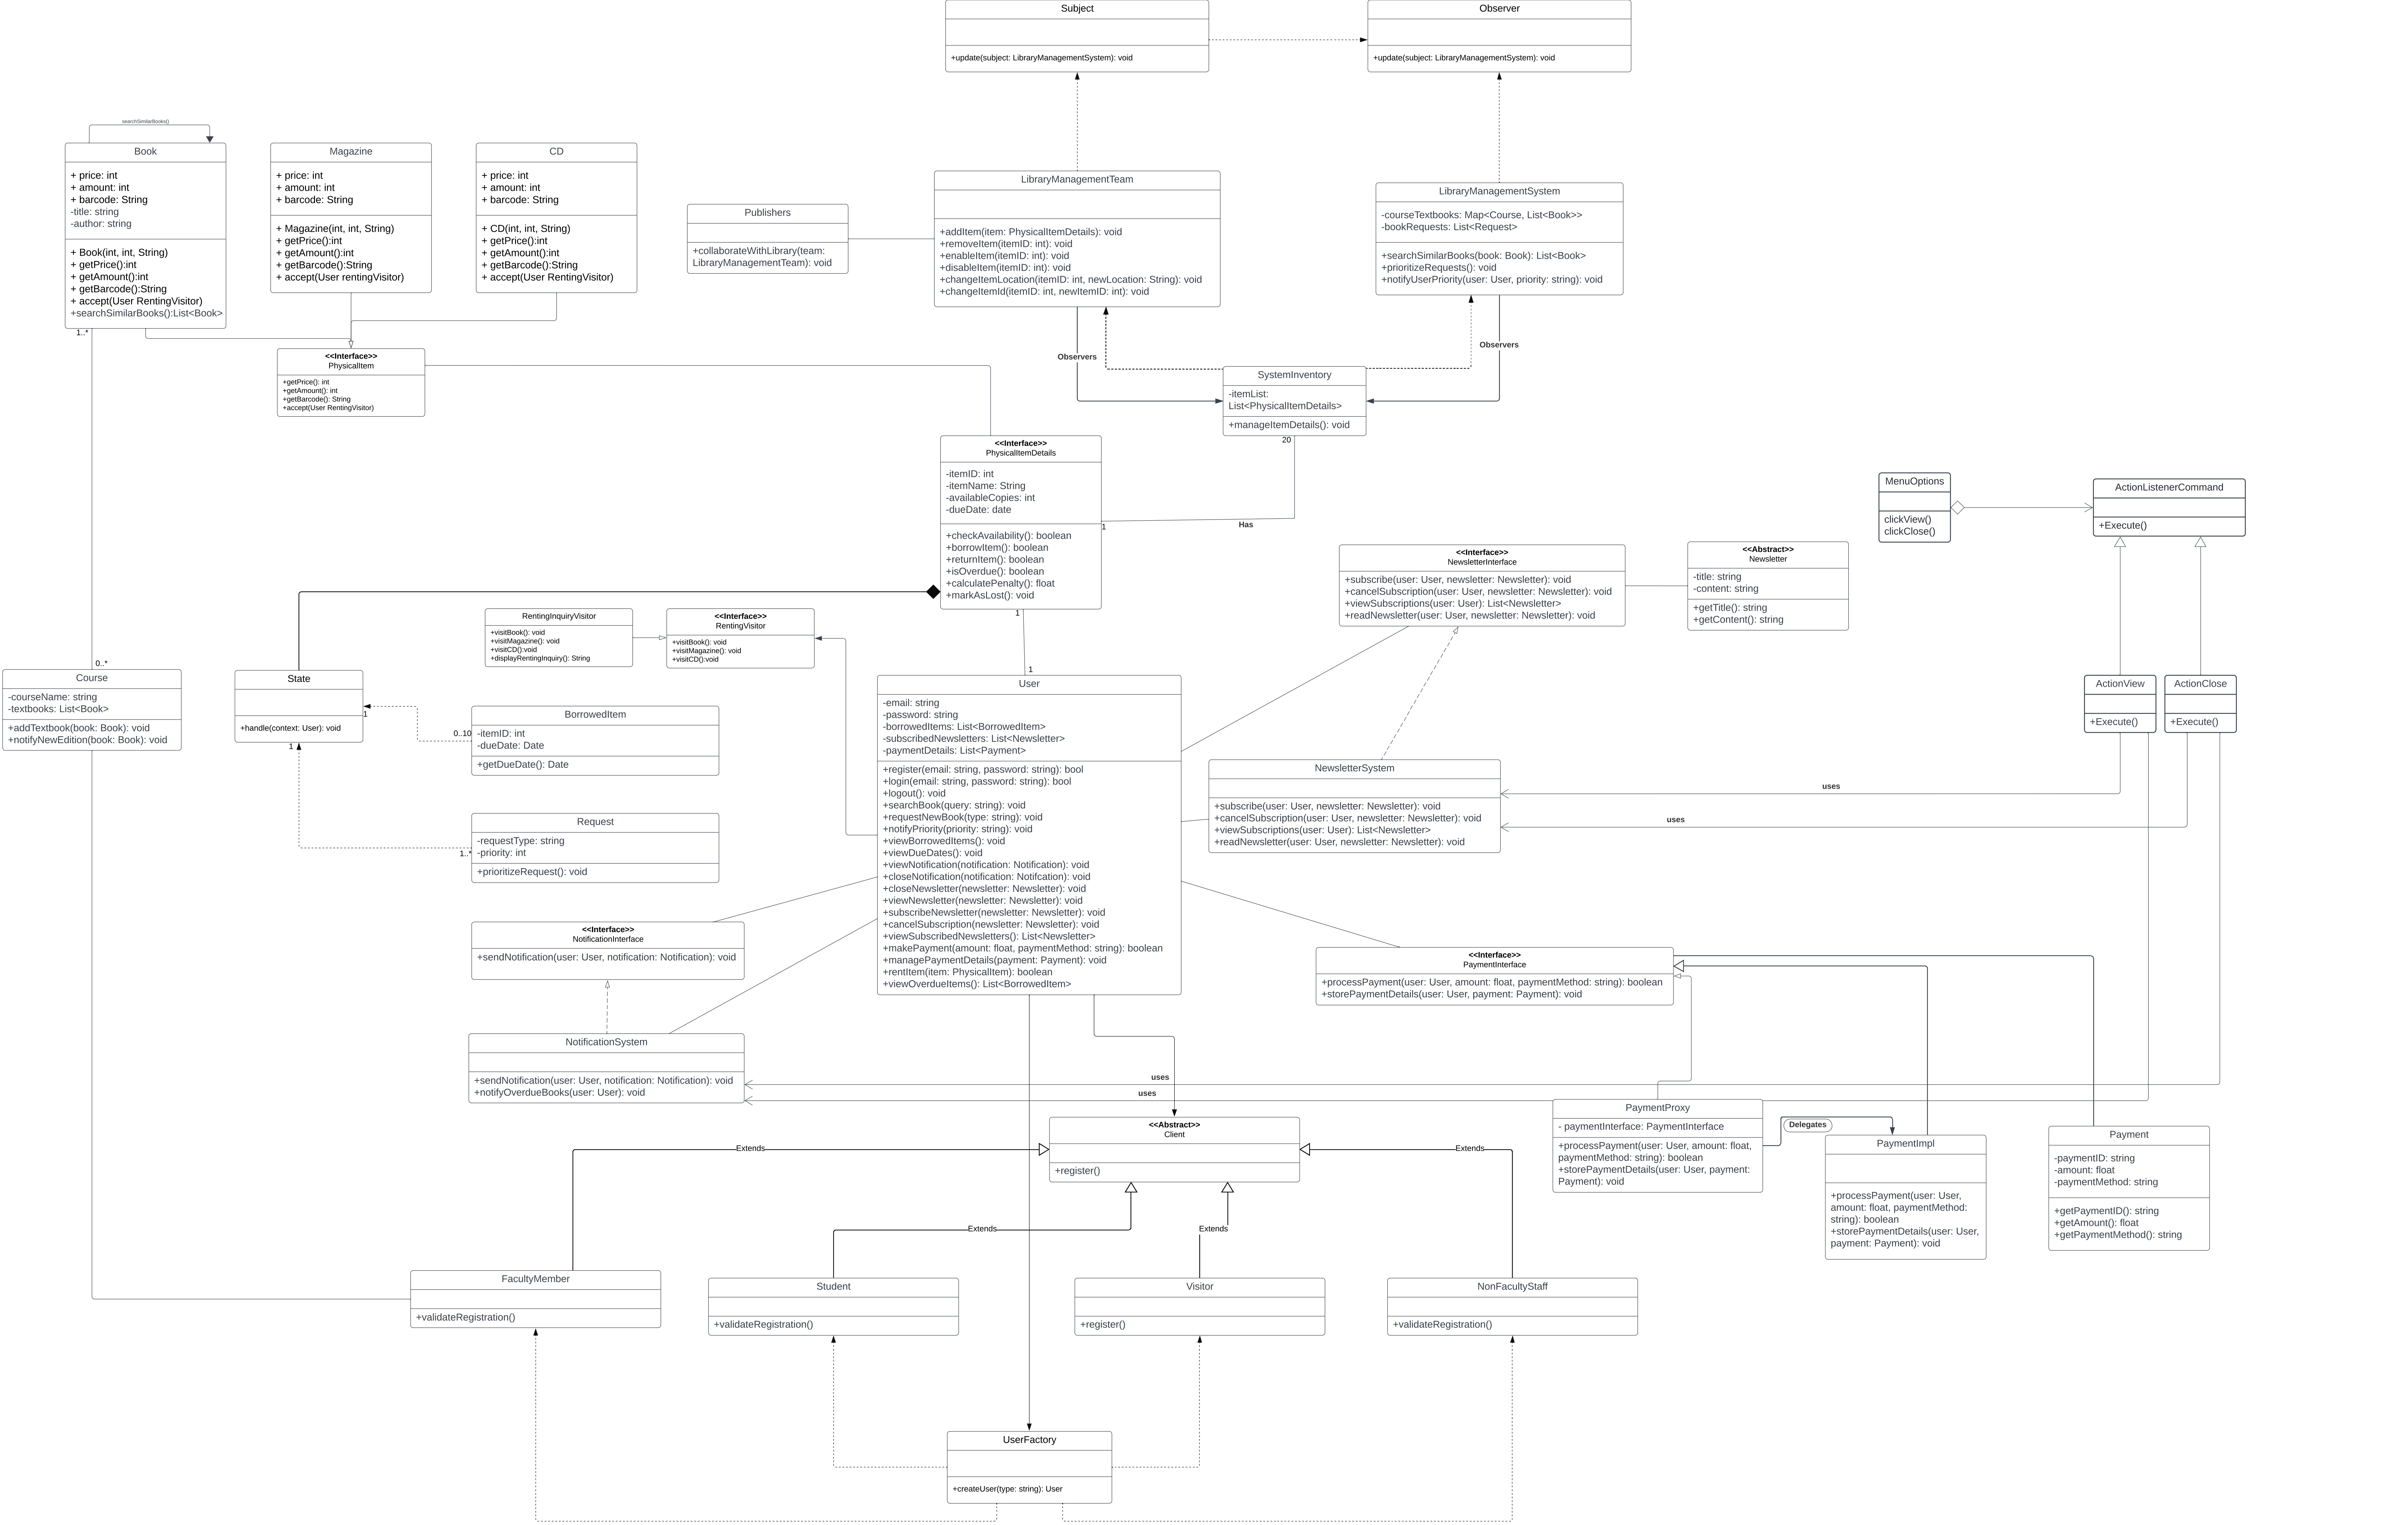 Subject
+update(subject: LibraryManagementSystem): void
Observer
+update(subject: LibraryManagementSystem): void
searchSimilarBooks()
Book
+ price: int
+ amount: int
+ barcode: String
-title: string
-author: string
+ Book(int, int, String)
+ getPrice():int
+ getAmount():int
+ getBarcode():String
+ accept(User RentingVisitor)
+searchSimilarBooks():List<Book>
1..*
Magazine
+ price: int
+ amount: int
+ barcode: String
+ Magazine(int, int, String)
+ getPrice():int
+ getAmount():int
+ getBarcode():String
+ accept(User rentingVisitor)
CD
+ price: int
+ amount: int
+ barcode: String
+ CD(int, int, String)
+ getPrice():int
+ getAmount():int
+ getBarcode():String
+ accept(User RentingVisitor)
Publishers
+collaborateWithLibrary(team:
LibraryManagementTeam): void
LibraryManagementTeam
+addItem(item: PhysicalItemDetails): void
+removeItem(itemID: int): void
+enableItem(itemID: int): void
+disableItem(itemID: int): void
+changeItemLocation(itemID: int, newLocation: String): void
+changeItemId(itemID: int, newItemID: int): void
LibraryManagementSystem
-courseTextbooks: Map<Course, List<Book>>
-bookRequests: List<Request>
+searchSimilarBooks(book: Book): List<Book>
+prioritizeRequests(): void
+notifyUserPriority(user: User, priority: string): void
Observers
Observers
<<Interface>>
PhysicalItem
+getPrice(): int
+getAmount(): int
+getBarcode(): String
+accept(User RentingVisitor)
SystemInventory
-itemList:
List<PhysicalItemDetails>
+manageItemDetails(): void
20
<<Interface>>
PhysicalItemDetails
-itemID: int
-itemName: String
-availableCopies: int
-dueDate: date
+checkAvailability(): boolean
+borrowItem(): boolean
+returnItem(): boolean
+isOverdue(): boolean
+calculatePenalty(): float
+markAsLost(): void
1
Has
1
1
MenuOptions
clickView()
clickClose()
ActionListenerCommand
+Execute()
<<Interface>>
NewsletterInterface
+subscribe(user: User, newsletter: Newsletter): void
+cancelSubscription(user: User, newsletter: Newsletter): void
+viewSubscriptions(user: User): List<Newsletter>
+readNewsletter(user: User, newsletter: Newsletter): void
<<Abstract>>
Newsletter
-title: string
-content: string
+getTitle(): string
+getContent(): string
RentingInquiryVisitor
+visitBook(): void
+visitMagazine(): void
+visitCD():void
+displayRentingInquiry(): String
<<Interface>>
RentingVisitor
+visitBook(): void
+visitMagazine(): void
+visitCD():void
0..*
Course
-courseName: string
-textbooks: List<Book>
+addTextbook(book: Book): void
+notifyNewEdition(book: Book): void
State
+handle(context: User): void
1
1
BorrowedItem
-itemID: int
-dueDate: Date
+getDueDate(): Date
0..10
Request
-requestType: string
-priority: int
+prioritizeRequest(): void
1..*
User
-email: string
-password: string
-borrowedItems: List<BorrowedItem>
-subscribedNewsletters: List<Newsletter>
-paymentDetails: List<Payment>
+register(email: string, password: string): bool
+login(email: string, password: string): bool
+logout(): void
+searchBook(query: string): void
+requestNewBook(type: string): void
+notifyPriority(priority: string): void
+viewBorrowedItems(): void
+viewDueDates(): void
+viewNotification(notification: Notification): void
+closeNotification(notification: Notifcation): void
+closeNewsletter(newsletter: Newsletter): void
+viewNewsletter(newsletter: Newsletter): void
+subscribeNewsletter(newsletter: Newsletter): void
+cancelSubscription(newsletter: Newsletter): void
+viewSubscribedNewsletters(): List<Newsletter>
+makePayment(amount: float, paymentMethod: string): boolean
+managePaymentDetails(payment: Payment): void
+rentItem(item: PhysicalItem): boolean
+viewOverdueItems(): List<BorrowedItem>
NewsletterSystem
+subscribe(user: User, newsletter: Newsletter): void
+cancelSubscription(user: User, newsletter: Newsletter): void
+viewSubscriptions(user: User): List<Newsletter>
+readNewsletter(user: User, newsletter: Newsletter): void
ActionView
+Execute()
ActionClose
+Execute()
uses
uses
<<Interface>>
NotificationInterface
+sendNotification(user: User, notification: Notification): void
<<Interface>>
PaymentInterface
+processPayment(user: User, amount: float, paymentMethod: string): boolean
+storePaymentDetails(user: User, payment: Payment): void
NotificationSystem
+sendNotification(user: User, notification: Notification): void
+notifyOverdueBooks(user: User): void
uses
uses
PaymentProxy
- paymentInterface: PaymentInterface
+processPayment(user: User, amount: float,
paymentMethod: string): boolean
+storePaymentDetails(user: User, payment:
Payment): void
Delegates
PaymentImpl
+processPayment(user: User,
amount: float, paymentMethod:
string): boolean
+storePaymentDetails(user: User,
payment: Payment): void
Payment
-paymentID: string
-amount: float
-paymentMethod: string
+getPaymentID(): string
+getAmount(): float
+getPaymentMethod(): string
<<Abstract>>
Client
+register()
Extends
Extends
Extends
Extends
FacultyMember
+validateRegistration()
Student
+validateRegistration()
Visitor
+register()
NonFacultyStaff
+validateRegistration()
UserFactory
+createUser(type: string): User